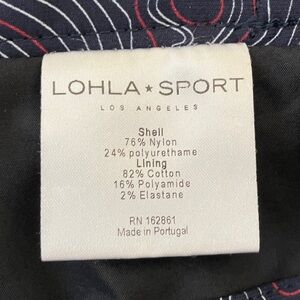 LOHLA★SPORT
LOS ANGELES
Shell
76% Nylon
24% polyurethame
Lining
82% Cotton
16% Polyamide
2% Elastane
RN 162861
Made in Portugal